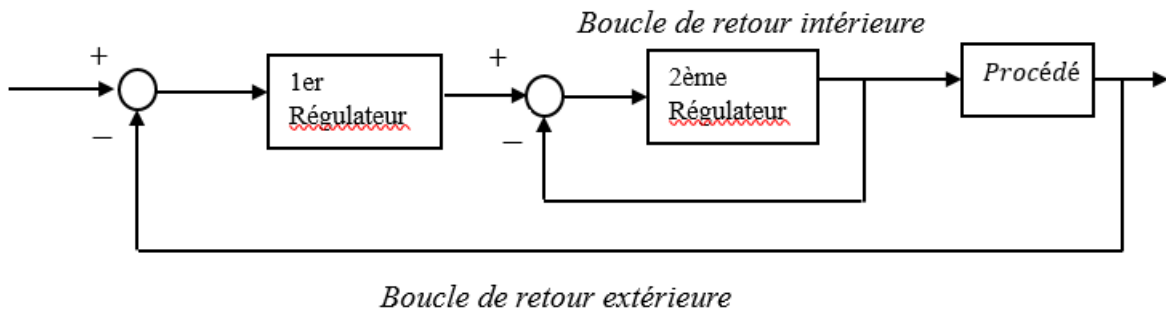 Boucle de retour intérieure
+
−
1er
Régulateur
+
−
2ème
Régulateur
Procédé
Boucle de retour extérieure